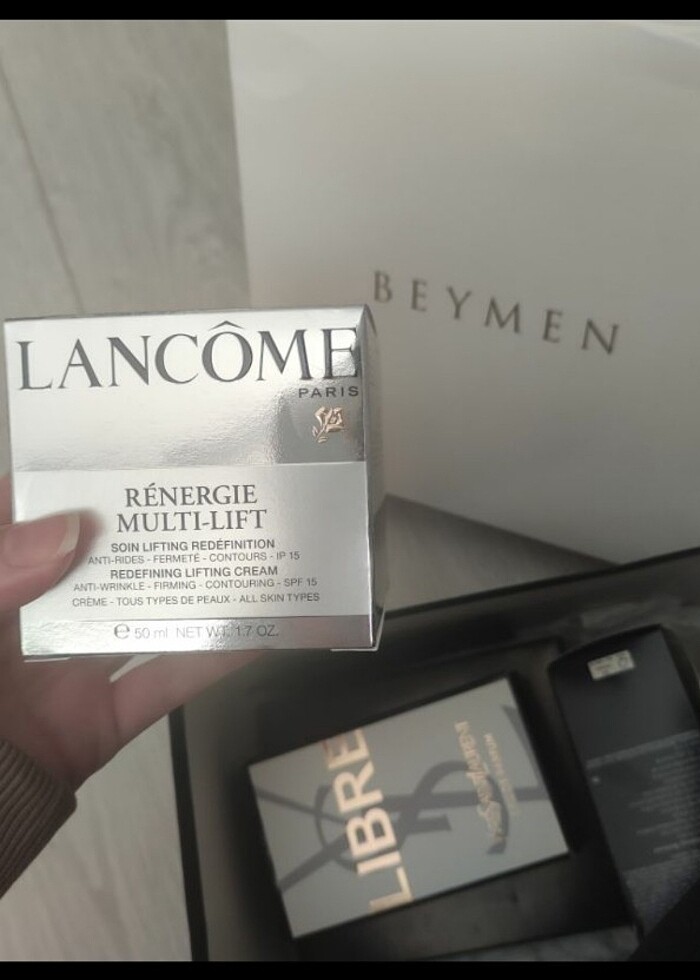 BEYMEN
LANCÔME
PARIS
RÉNERGIE
MULTI-LIFT
SOIN LIFTING REDÉFINITION
ANTI-RIDES - FERMETÉ - CONTOURS - IP 15
REDEFINING LIFTING CREAM
ANTI-WRINKLE - FIRMING - CONTOURING - SPF 15
CRÈME - TOUS TYPES DE PEAUX - ALL SKIN TYPES
℮ 50 ml NET WT. 1.7 OZ.
LIBRE
YSL
YvesSaintLaurent